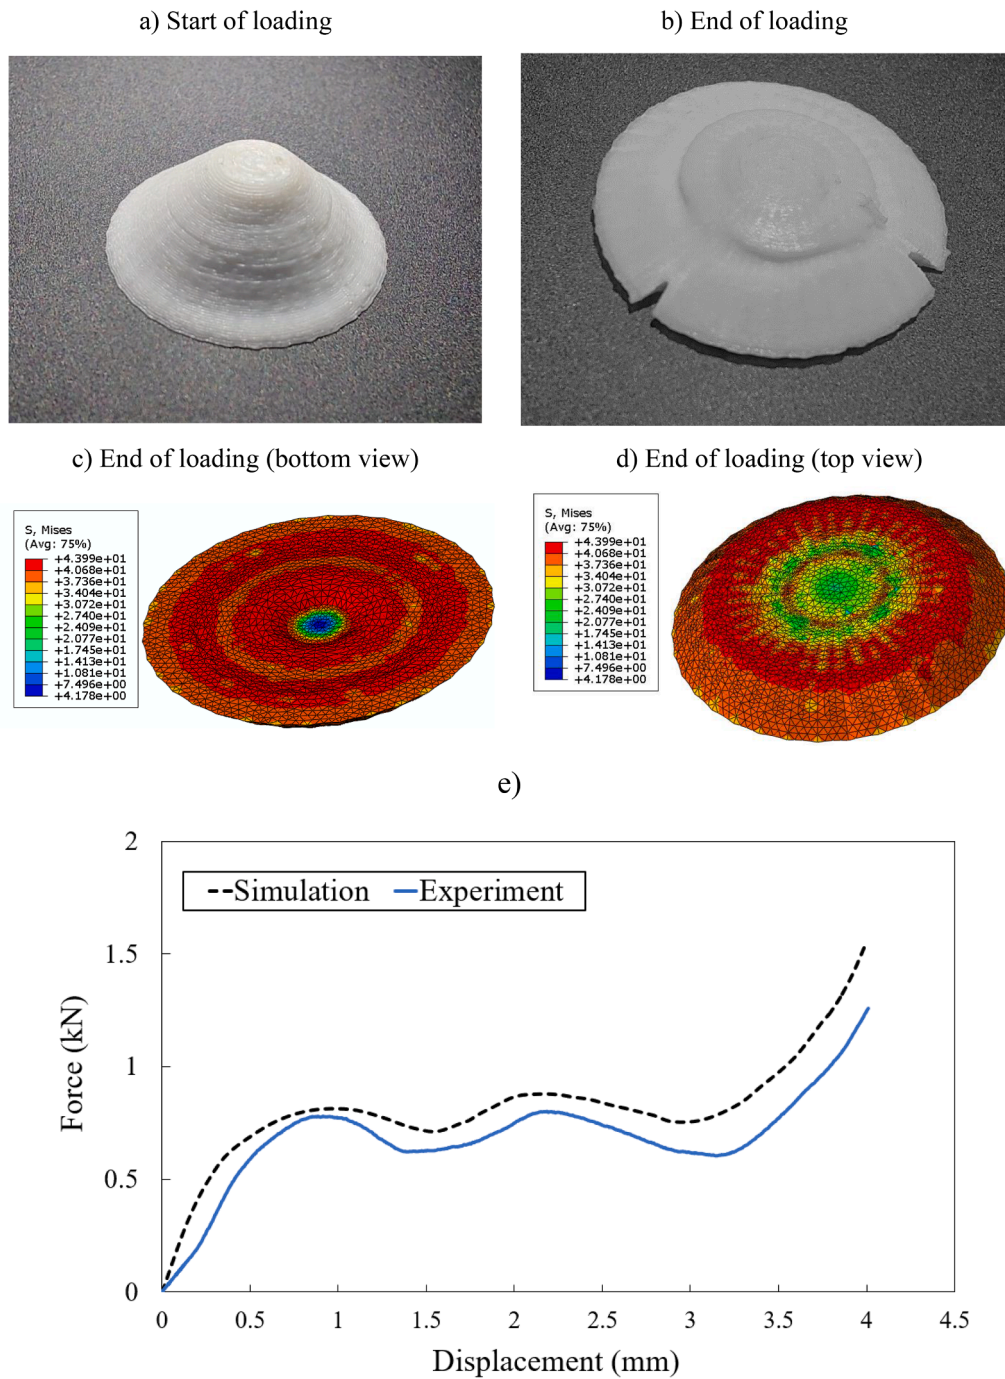 a) Start of loading
b) End of loading
c) End of loading (bottom view)
d) End of loading (top view)
S, Mises
(Avg: 75%)
+4.399e+01
+4.068e+01
+3.736e+01
+3.404e+01
+3.072e+01
+2.740e+01
+2.409e+01
+2.077e+01
+1.745e+01
+1.413e+01
+1.081e+01
+7.496e+00
+4.178e+00
S, Mises
(Avg: 75%)
+4.399e+01
+4.068e+01
+3.736e+01
+3.404e+01
+3.072e+01
+2.740e+01
+2.409e+01
+2.077e+01
+1.745e+01
+1.413e+01
+1.081e+01
+7.496e+00
+4.178e+00
e)
2
1.5
1
0.5
0
Force (kN)
Simulation
Experiment
0
0.5
1
1.5
2
2.5
3
3.5
4
4.5
Displacement (mm)